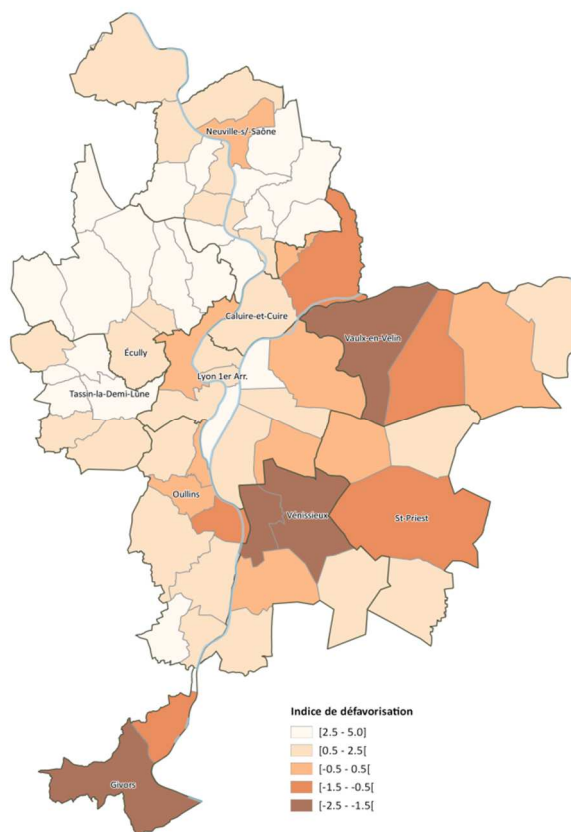 Neuville-s/-Saône
Caluire-et-Cuire
Vaulx-en-Velin
Écully
Lyon 1er Arr.
Tassin-la-Demi-Lune
Oullins
Vénissieux
St-Priest
Givors
Indice de défavorisation
[2.5 - 5.0]
[0.5 - 2.5[
[-0.5 - 0.5[
[-1.5 - -0.5[
[-2.5 - -1.5[